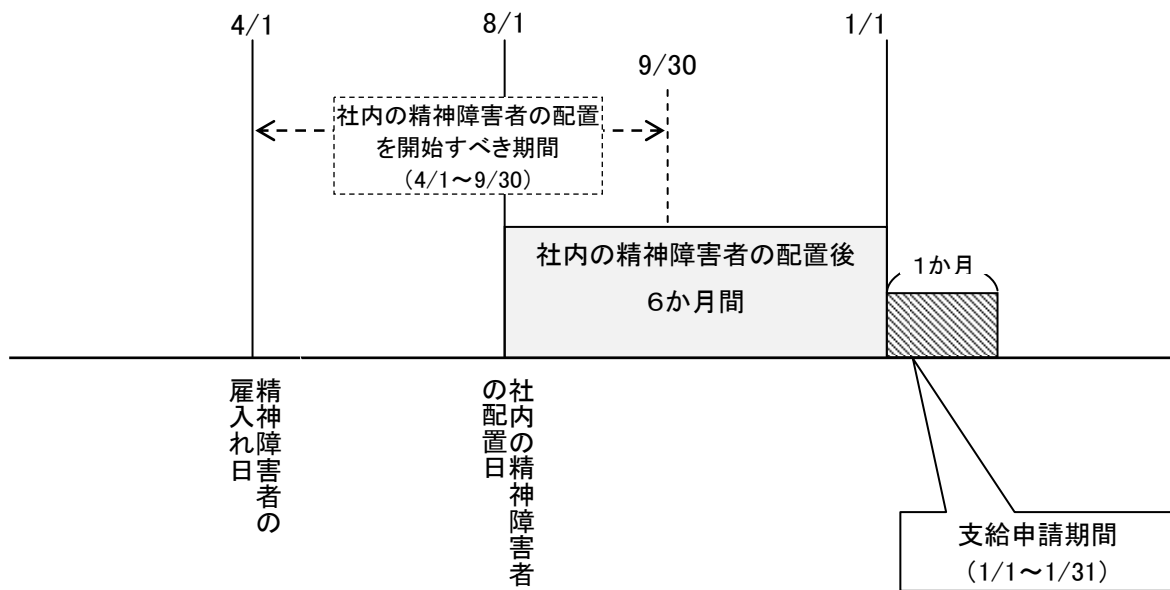 4/1
8/1
1/1
9/30
社内の精神障害者の配置
を開始すべき期間
(4/1～9/30)
社内の精神障害者の配置後
6か月間
1か月
精神障害者の
雇入れ日
社内の精神障害者
の配置日
支給申請期間
(1/1～1/31)